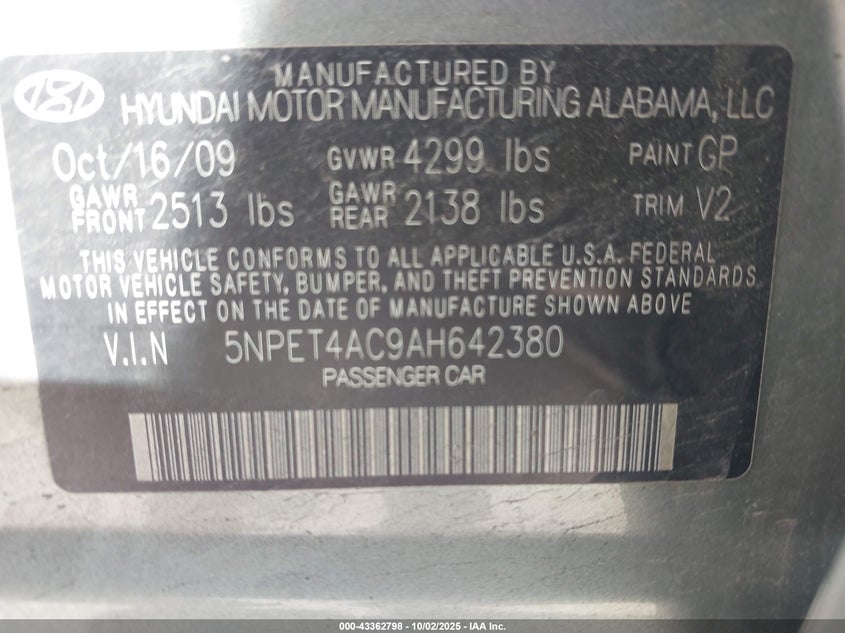 MANUFACTURED BY
HYUNDAI MOTOR MANUFACTURING ALABAMA, LLC
Oct/16/09 GVWR 4299 lbs PAINT GP
GAWR FRONT 2513 lbs GAWR REAR 2138 lbs TRIM V2
THIS VEHICLE CONFORMS TO ALL APPLICABLE U.S.A. FEDERAL
MOTOR VEHICLE SAFETY, BUMPER, AND THEFT PREVENTION STANDARDS
IN EFFECT ON THE DATE OF MANUFACTURE SHOWN ABOVE
V.I.N 5NPET4AC9AH642380
PASSENGER CAR
000-43362798 - 10/02/2025 - IAA Inc.